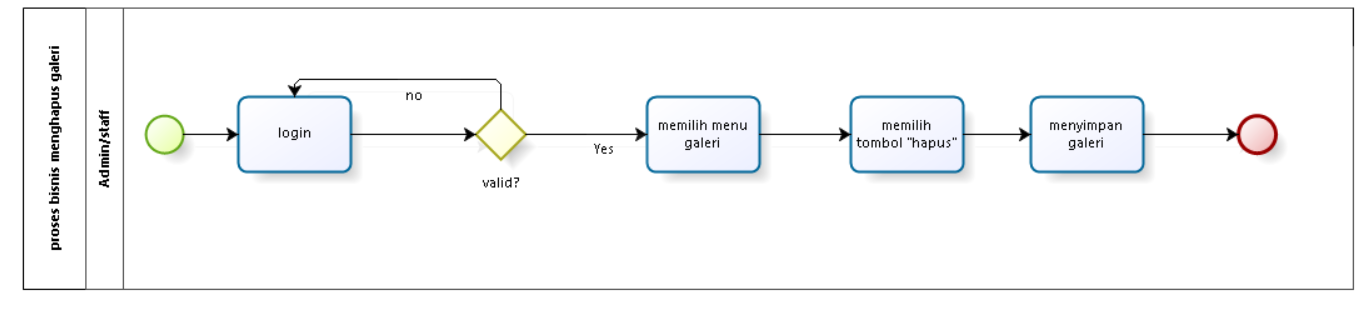 proses bisnis menghapus galeri
Admin/staff
login
no
valid?
Yes
memilih menu
galeri
memilih
tombol "hapus"
menyimpan
galeri